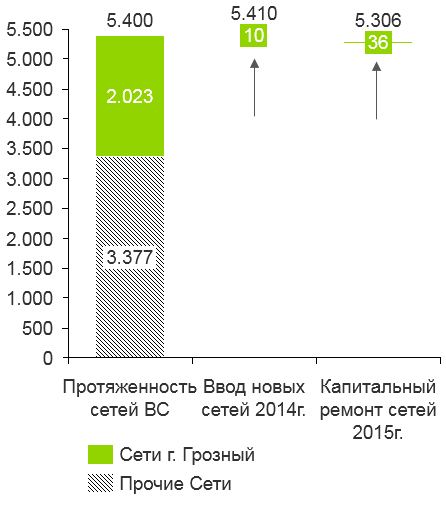 5.400
5.410
5.306
5.500
5.000
4.500
4.000
3.500
3.000
2.500
2.000
1.500
1.000
500
0
2.023
3.377
10
36
Протяженность
сетей ВС
Ввод новых
сетей 2014г.
Капитальный
ремонт сетей
2015г.
Сети г. Грозный
Прочие Сети